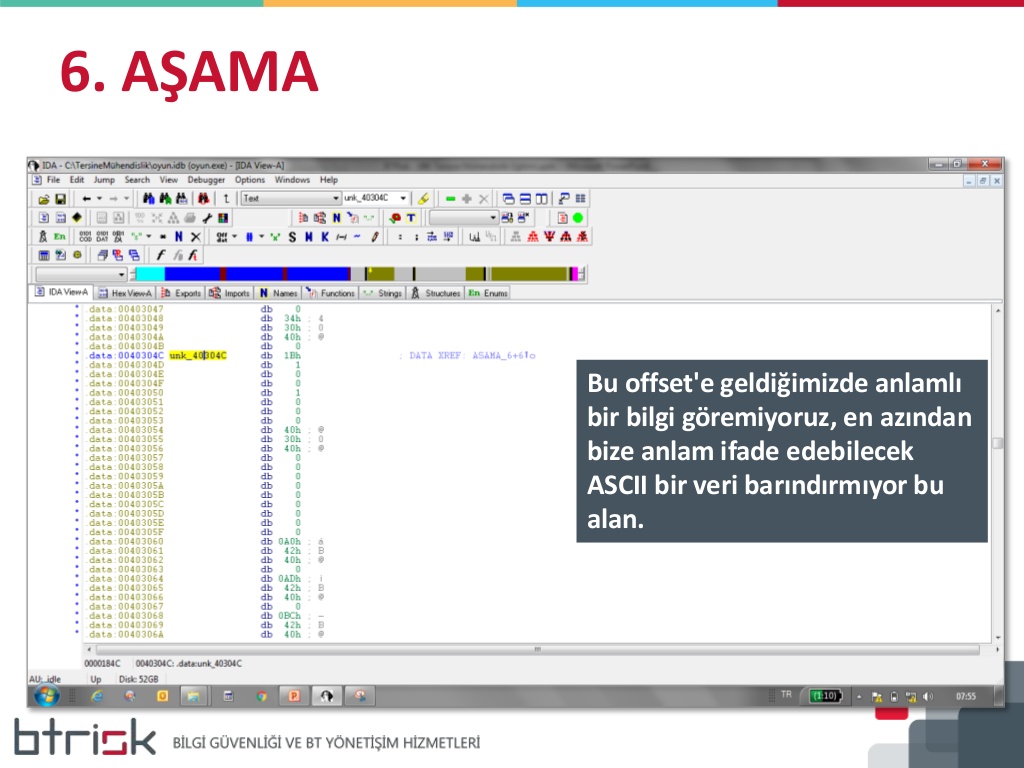 6. AŞAMA
IDA - C:\TersineMühendislik\oyun.idb (oyun.exe) - [IDA View-A]
File Edit Jump Search View Debugger Options Windows Help
Text unk_40304C
IDA View-A Hex View-A Exports Imports N Names Functions Strings Structures En Enums
.data:00403047 db 0
.data:00403048 db 34h ; 4
.data:00403049 db 30h ; 0
.data:0040304A db 40h ; @
.data:0040304B db 0
.data:0040304C unk_40304C db 1Bh ; DATA XREF: ASAMA_6+6↑o
.data:0040304D db 1
.data:0040304E db 0
.data:0040304F db 0
.data:00403050 db 1
.data:00403051 db 0
.data:00403052 db 0
.data:00403053 db 0
.data:00403054 db 40h ; @
.data:00403055 db 30h ; 0
.data:00403056 db 40h ; @
.data:00403057 db 0
.data:00403058 db 0
.data:00403059 db 0
.data:0040305A db 0
.data:0040305B db 0
.data:0040305C db 0
.data:0040305D db 0
.data:0040305E db 0
.data:0040305F db 0
.data:00403060 db 0A0h ; á
.data:00403061 db 42h ; B
.data:00403062 db 40h ; @
.data:00403063 db 0
.data:00403064 db 0ADh ; ¡
.data:00403065 db 42h ; B
.data:00403066 db 40h ; @
.data:00403067 db 0
.data:00403068 db 0BCh ;
.data:00403069 db 42h ; B
.data:0040306A db 40h ; @
Bu offset'e geldiğimizde anlamlı
bir bilgi göremiyoruz, en azından
bize anlam ifade edebilecek
ASCII bir veri barındırmıyor bu
alan.
0000184C 0040304C: .data:unk_40304C
AU: idle Up Disk: 52GB
TR (1:10) 07:55
btrisk BİLGİ GÜVENLİĞİ VE BT YÖNETİŞİM HİZMETLERİ